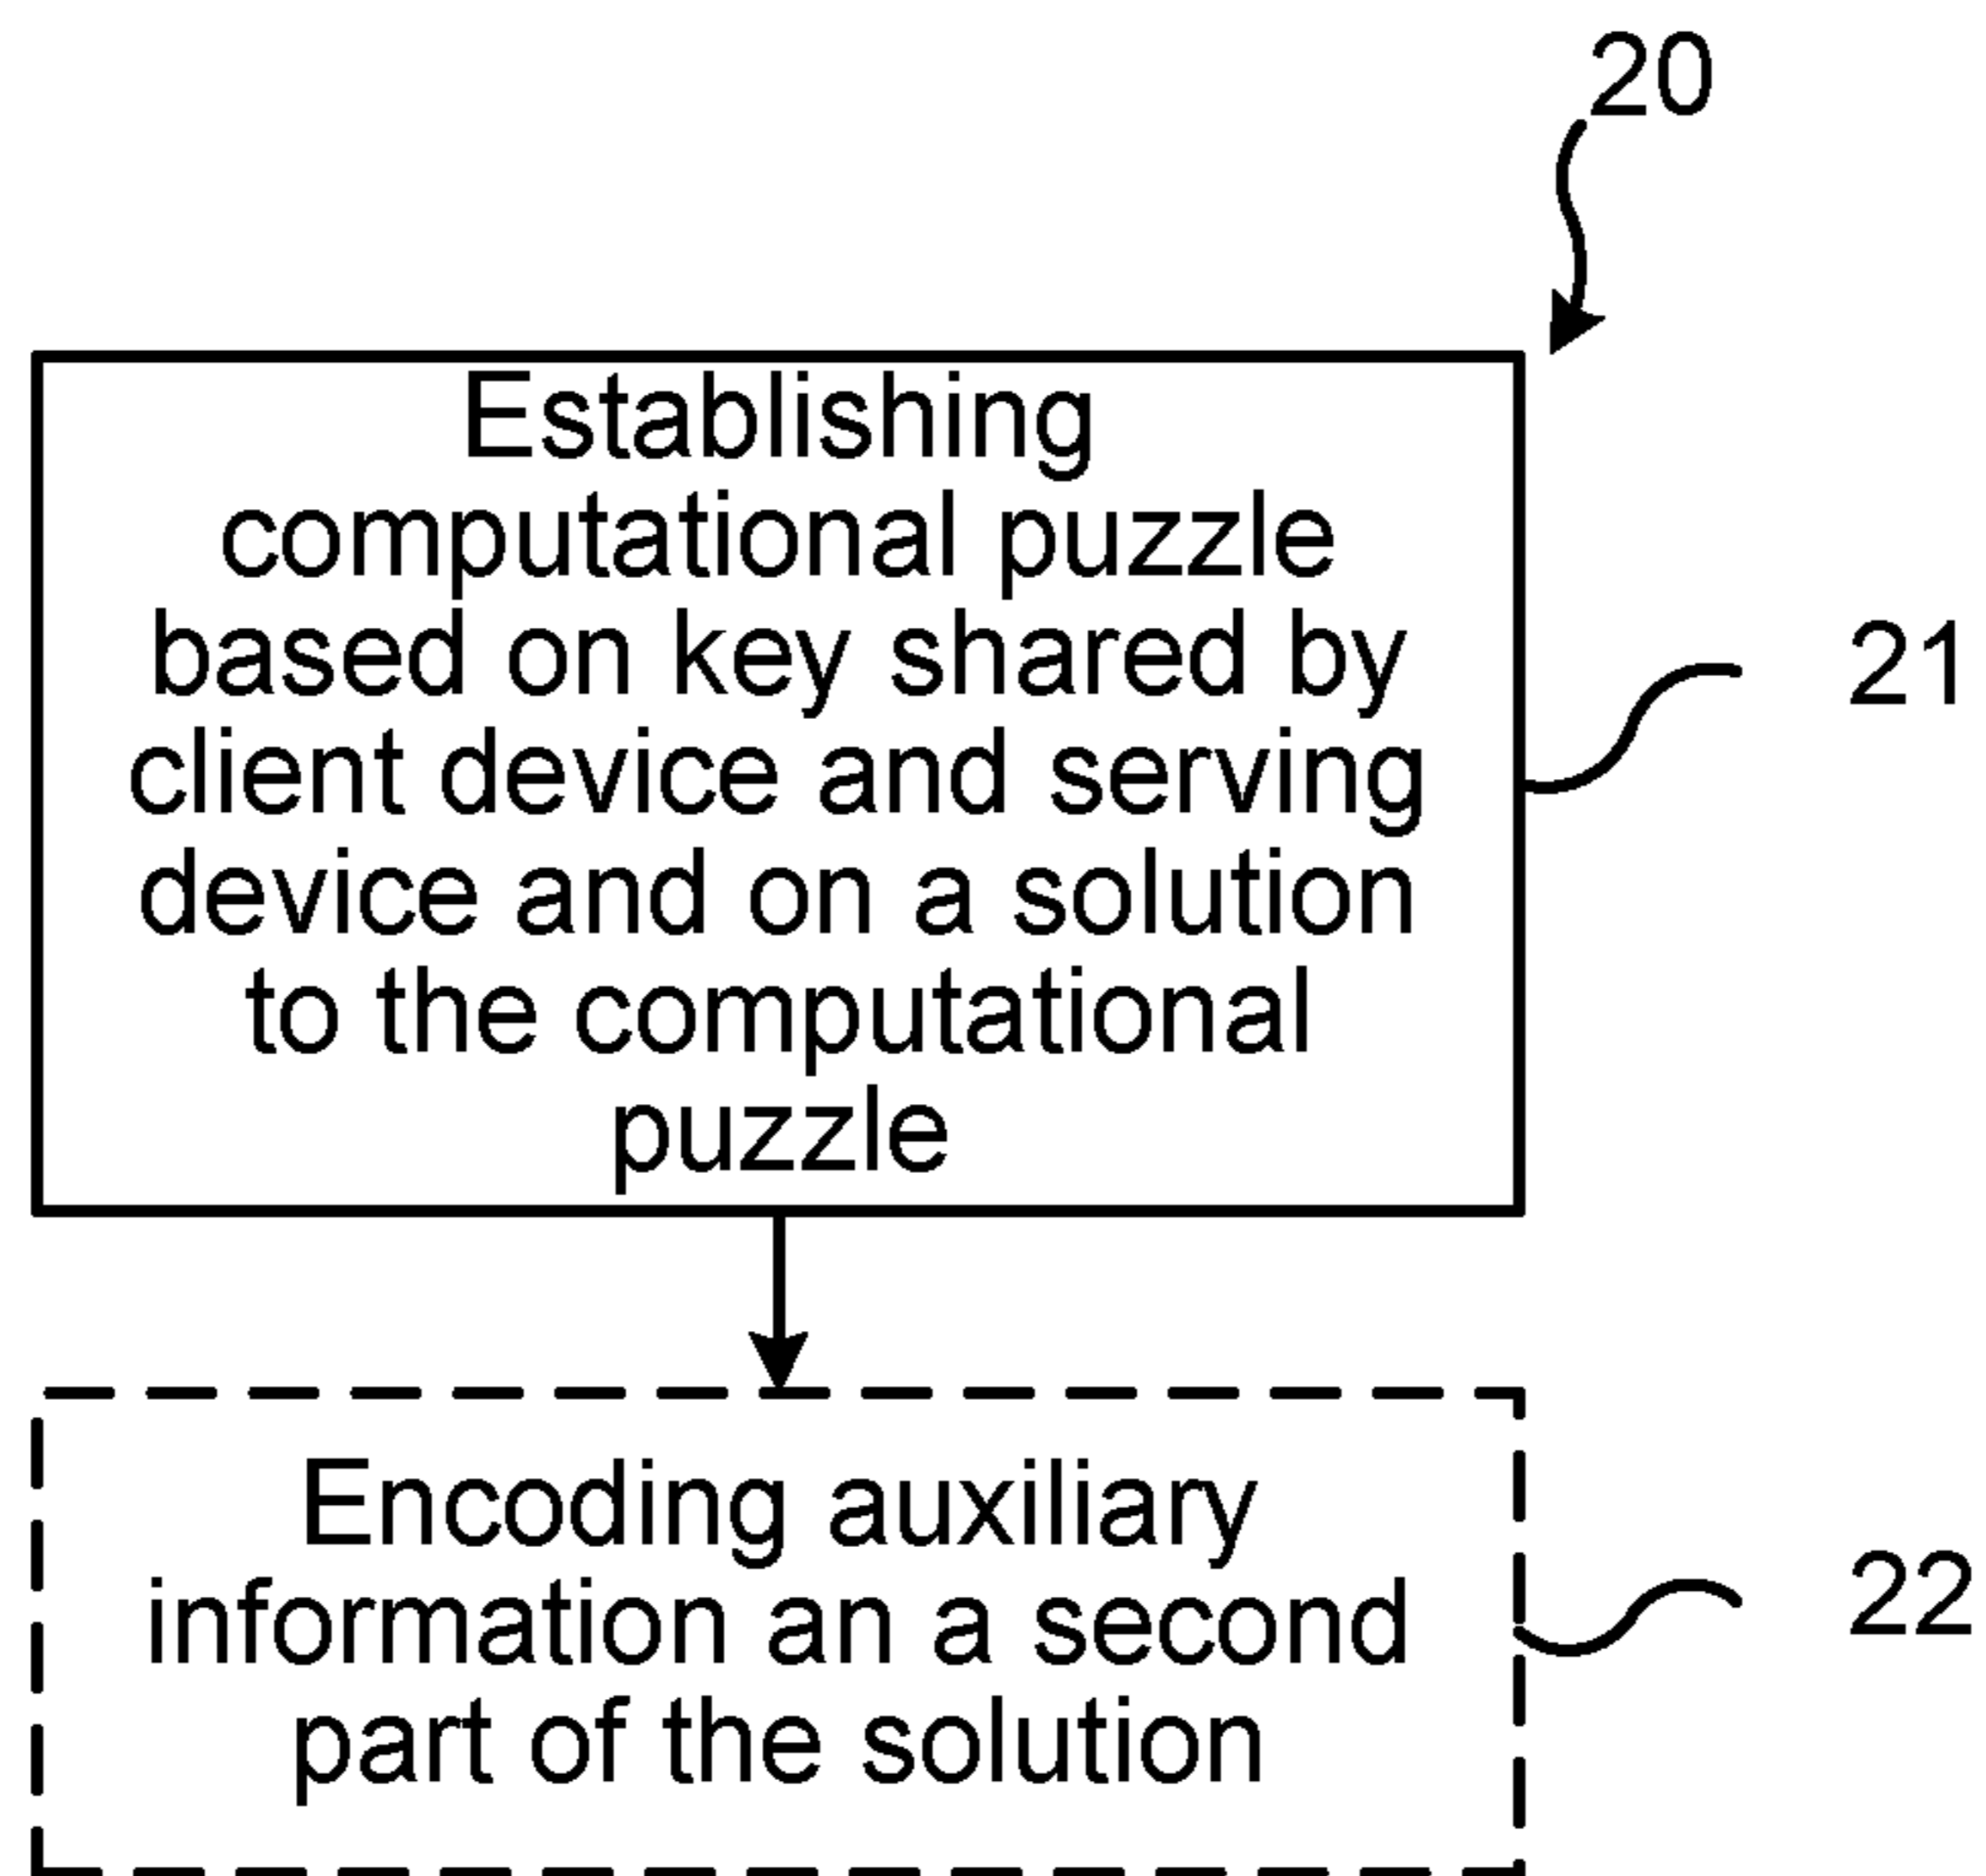 20
Establishing
computational puzzle
based on key shared by
client device and serving
device and on a solution
to the computational
puzzle
21
Encoding auxiliary
information an a second
part of the solution
22